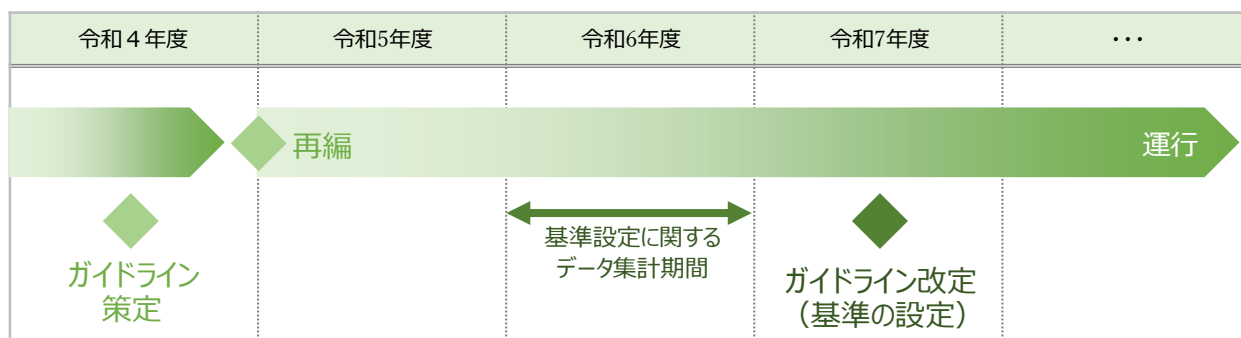 令和４年度
令和5年度
令和6年度
令和7年度
･･･
再編
運行
ガイドライン
策定
基準設定に関する
データ集計期間
ガイドライン改定
（基準の設定）